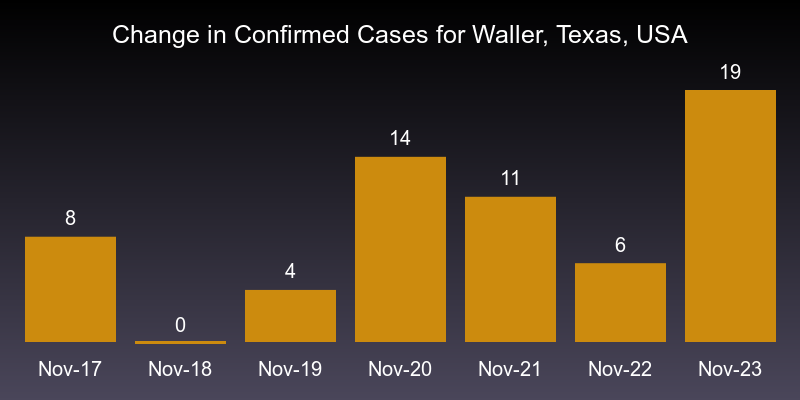 Change in Confirmed Cases for Waller, Texas, USA
8
0
4
14
11
6
19
Nov-17
Nov-18
Nov-19
Nov-20
Nov-21
Nov-22
Nov-23